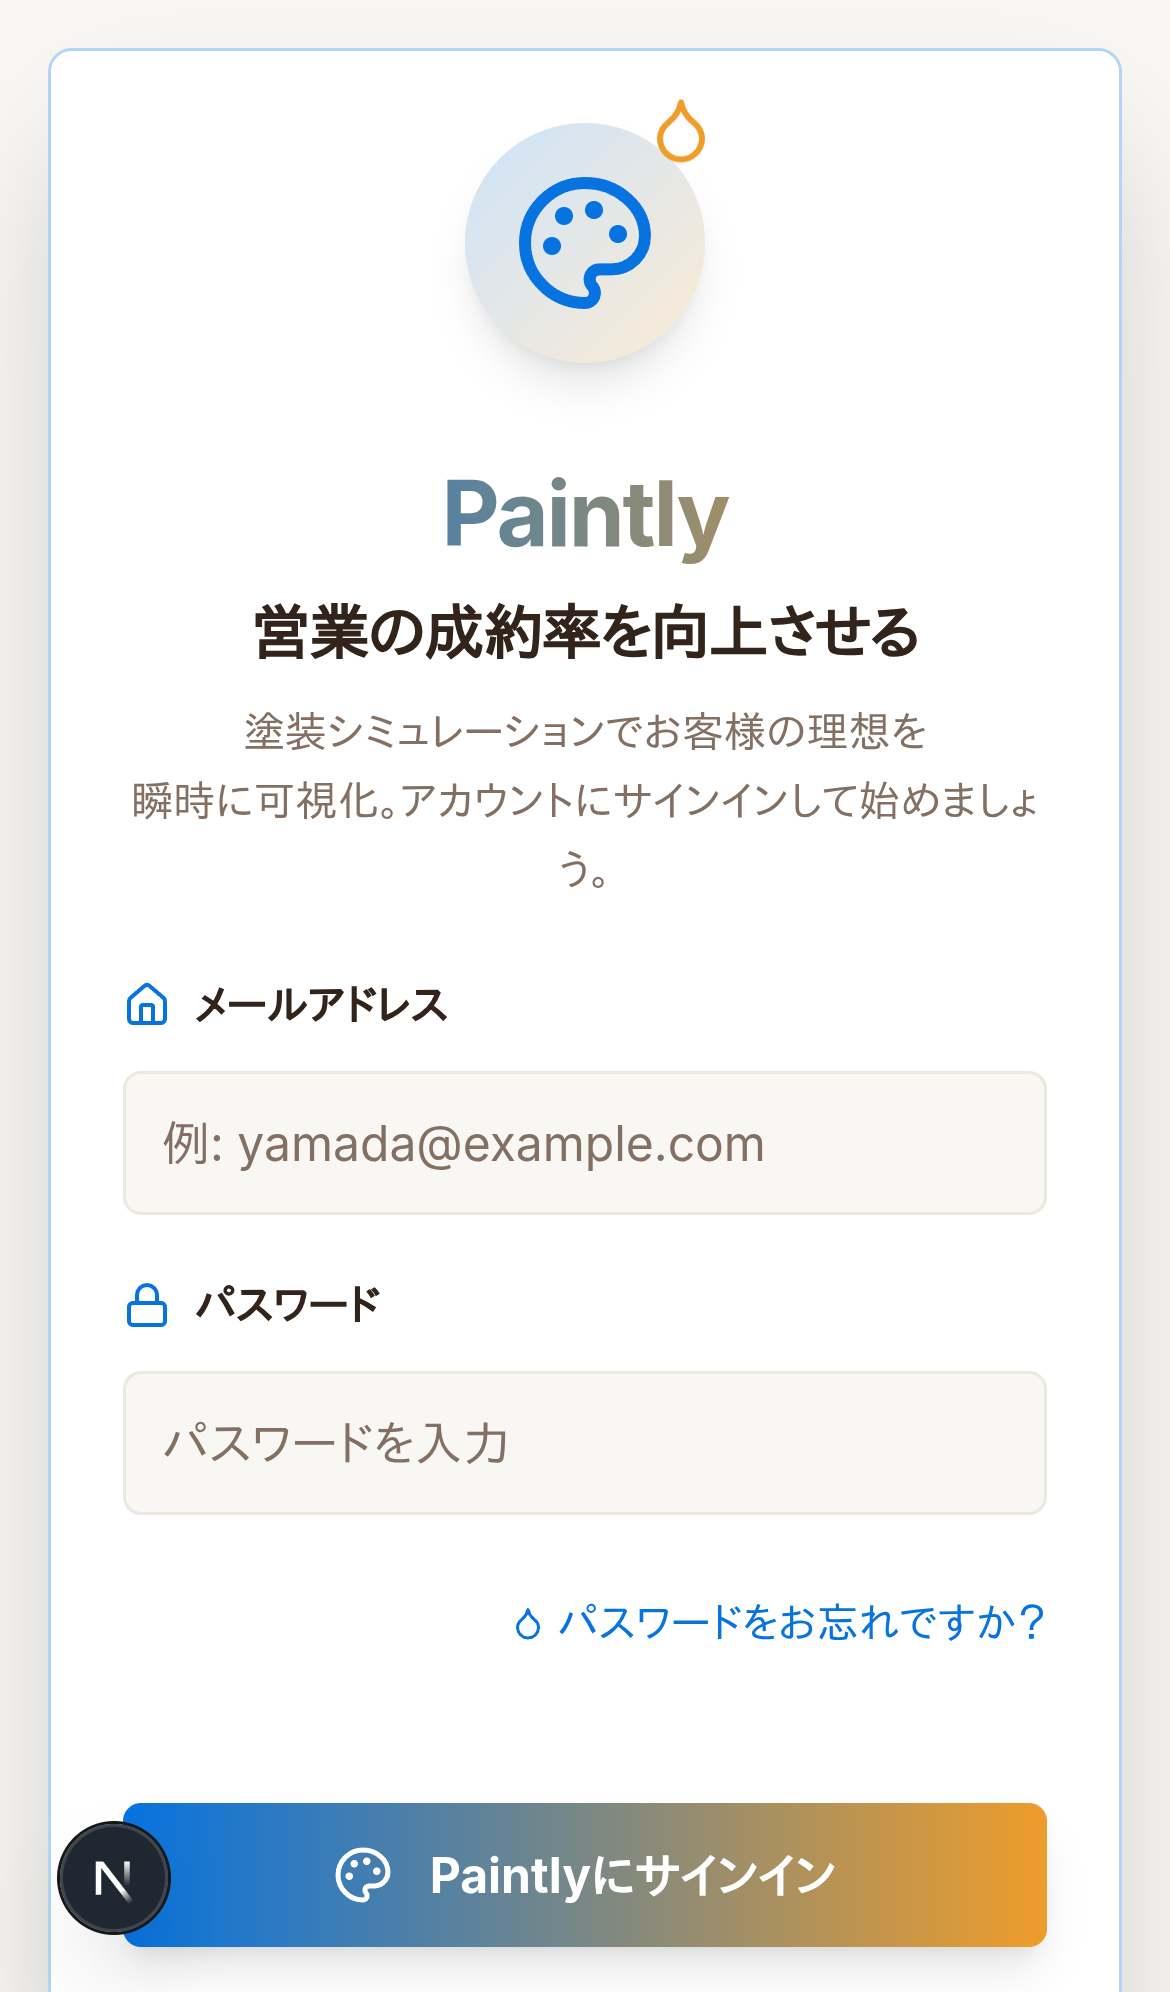 Paintly
営業の成約率を向上させる
塗装シミュレーションでお客様の理想を
瞬時に可視化。アカウントにサインインして始めましょ
う。
メールアドレス
例: yamada@example.com
パスワード
パスワードを入力
パスワードをお忘れですか？
Paintlyにサインイン
N